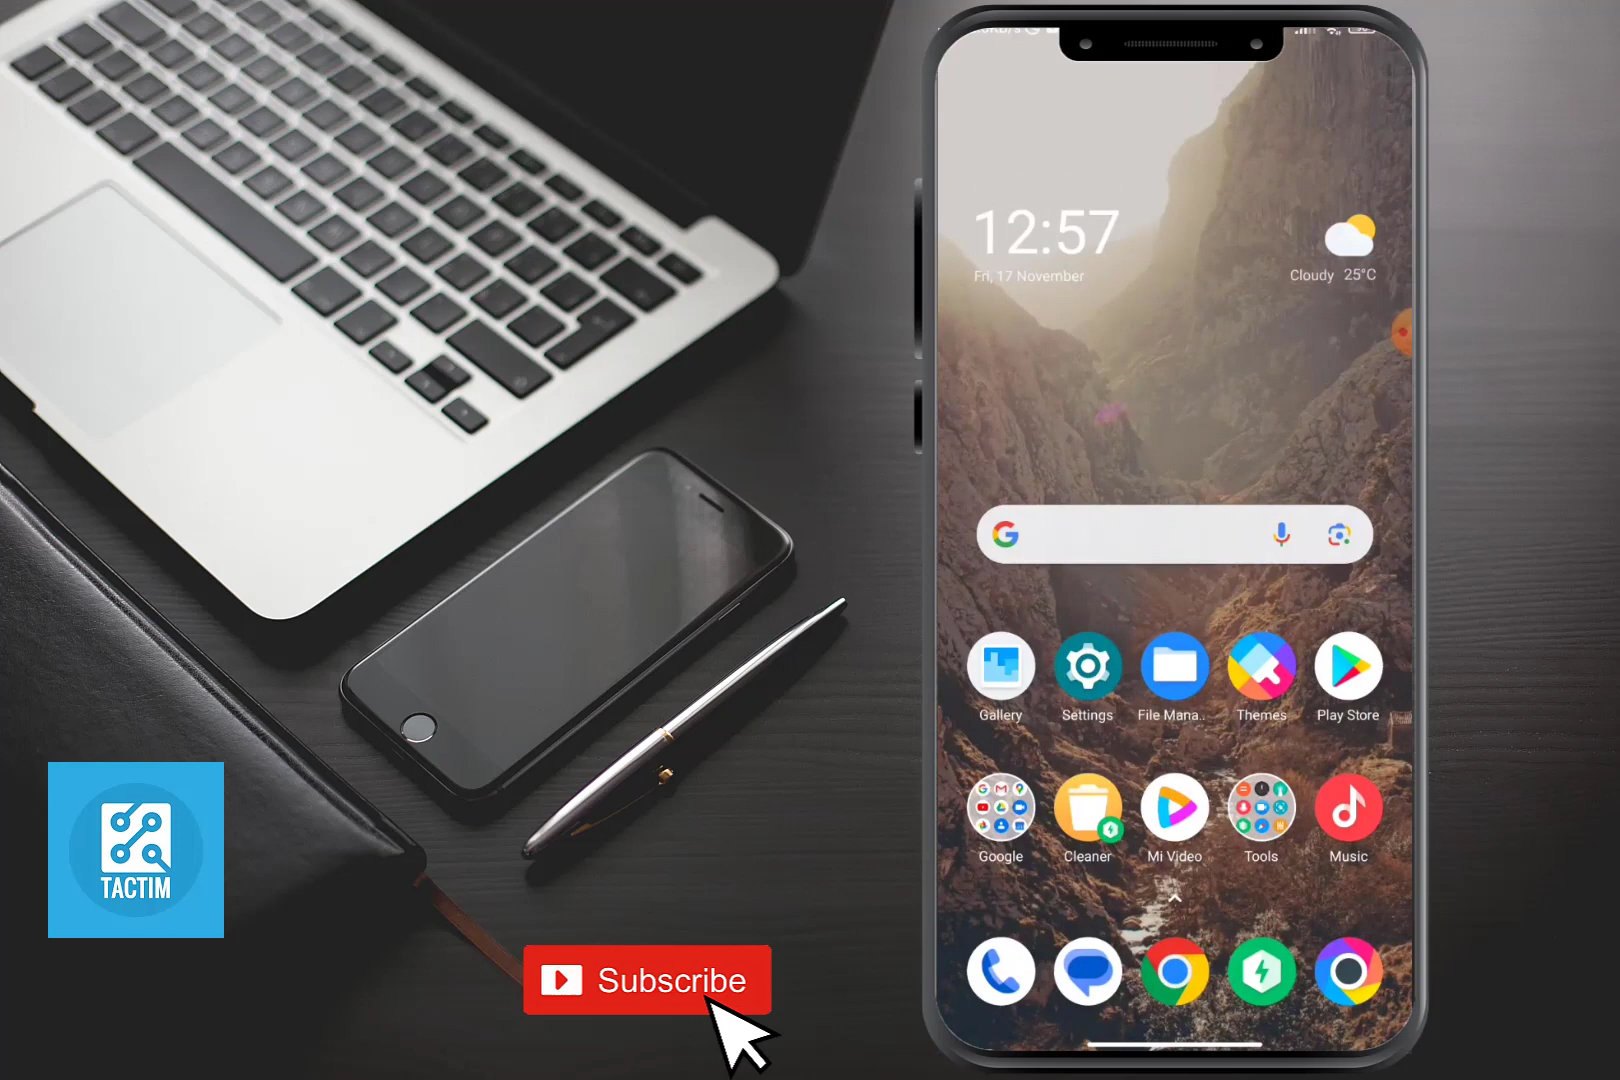 12:57
Fri, 17 November
Cloudy 25°C
Gallery
Settings
File Mana..
Themes
Play Store
Google
Cleaner
Mi Video
Tools
Music
TACTIM
Subscribe